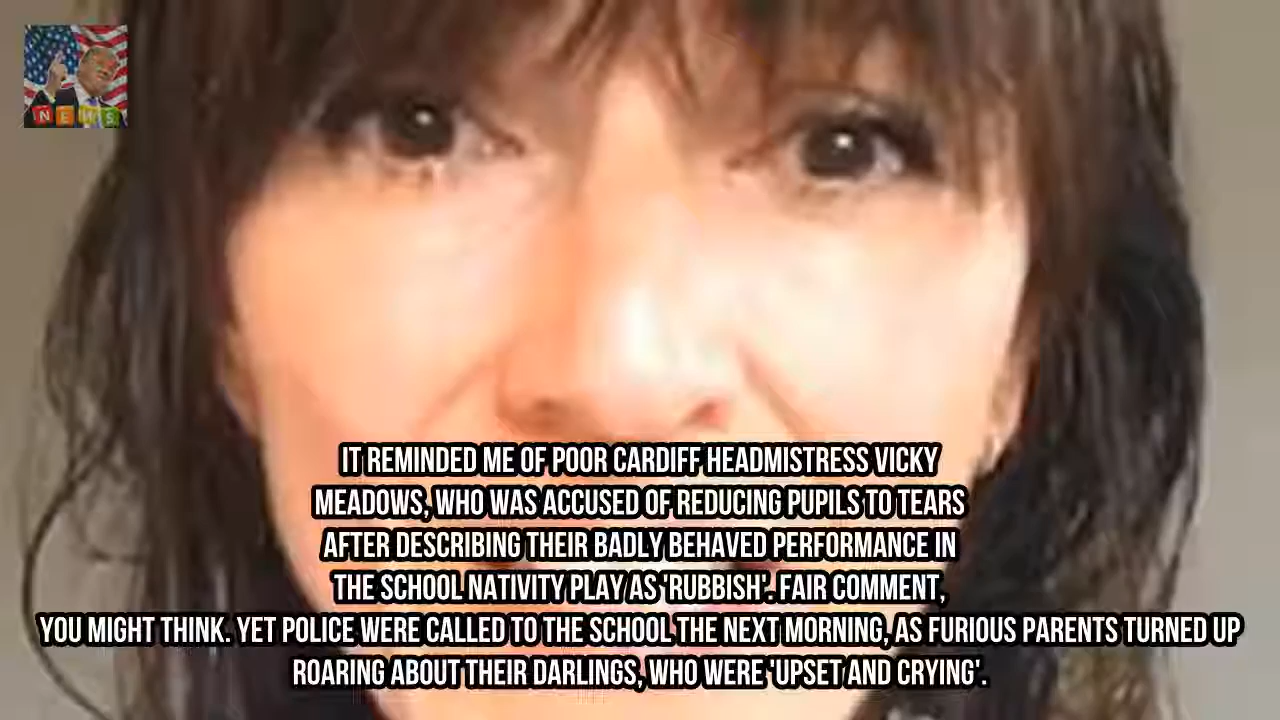 NEWS
IT REMINDED ME OF POOR CARDIFF HEADMISTRESS VICKY
MEADOWS, WHO WAS ACCUSED OF REDUCING PUPILS TO TEARS
AFTER DESCRIBING THEIR BADLY BEHAVED PERFORMANCE IN
THE SCHOOL NATIVITY PLAY AS 'RUBBISH'. FAIR COMMENT,
YOU MIGHT THINK. YET POLICE WERE CALLED TO THE SCHOOL THE NEXT MORNING, AS FURIOUS PARENTS TURNED UP
ROARING ABOUT THEIR DARLINGS, WHO WERE 'UPSET AND CRYING'.